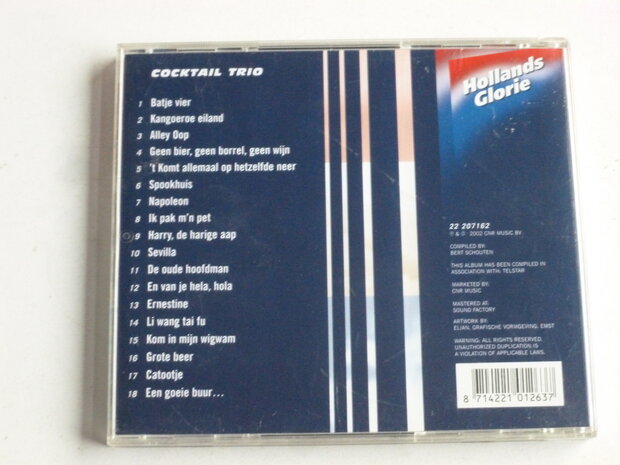 COCKTAIL TRIO
1 Batje vier
2 Kangoeroe eiland
3 Alley Oop
4 Geen bier, geen borrel, geen wijn
5 't Komt allemaal op hetzelfde neer
6 Spookhuis
7 Napoleon
8 Ik pak m'n pet
9 Harry, de harige aap
10 Sevilla
11 De oude hoofdman
12 En van je hela, hola
13 Ernestine
14 Li wang tai fu
15 Kom in mijn wigwam
16 Grote beer
17 Catootje
18 Een goeie buur...
Hollands
Glorie
22 207162
℗ & © 2002 CNR MUSIC BV
COMPILED BY:
BERT SCHOUTEN
THIS ALBUM HAS BEEN COMPILED IN
ASSOCIATION WITH: TELSTAR
MARKETED BY:
CNR MUSIC
MASTERED AT:
SOUND FACTORY
ARTWORK BY:
ELJAN, GRAFISCHE VORMGEVING, EMST
WARNING: ALL RIGHTS RESERVED.
UNAUTHORIZED DUPLICATION IS
A VIOLATION OF APPLICABLE LAWS.
8 714221 012637